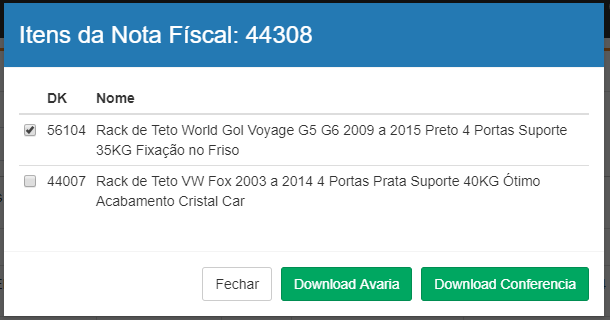 Itens da Nota Físcal: 44308
DK Nome
56104 Rack de Teto World Gol Voyage G5 G6 2009 a 2015 Preto 4 Portas Suporte
35KG Fixação no Friso
44007 Rack de Teto VW Fox 2003 a 2014 4 Portas Prata Suporte 40KG Ótimo
Acabamento Cristal Car
Fechar Download Avaria Download Conferencia